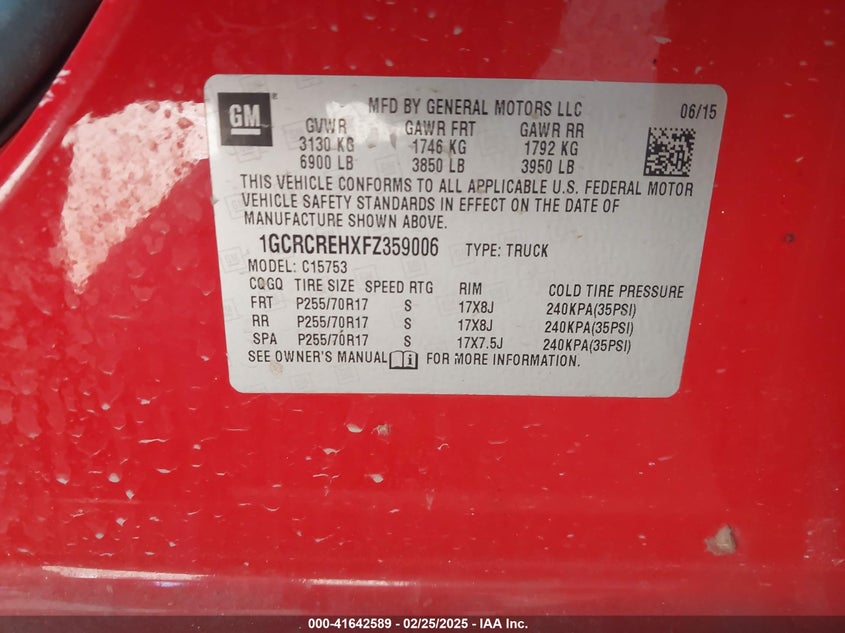 GM
MFD BY GENERAL MOTORS LLC 06/15
GVWR GAWR FRT GAWR RR
3130 KG 1746 KG 1792 KG
6900 LB 3850 LB 3950 LB
THIS VEHICLE CONFORMS TO ALL APPLICABLE U.S. FEDERAL MOTOR
VEHICLE SAFETY STANDARDS IN EFFECT ON THE DATE OF
MANUFACTURE SHOWN ABOVE.
1GCRCREHXFZ359006 TYPE: TRUCK
MODEL: C15753
CQGQ TIRE SIZE SPEED RTG RIM COLD TIRE PRESSURE
FRT P255/70R17 S 17X8J 240KPA(35PSI)
RR P255/70R17 S 17X8J 240KPA(35PSI)
SPA P255/70R17 S 17X7.5J 240KPA(35PSI)
SEE OWNER'S MANUAL FOR MORE INFORMATION.
000-41642589 - 02/25/2025 - IAA Inc.